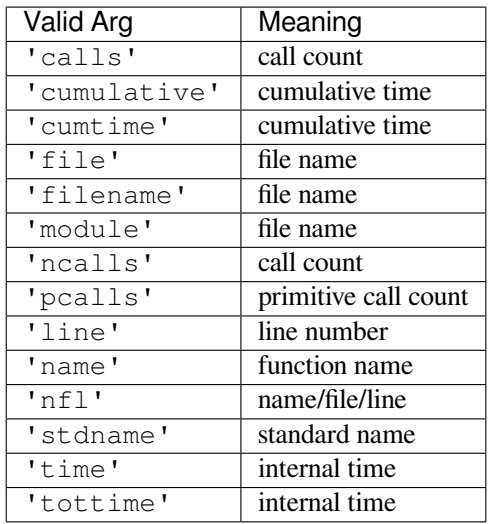 Valid Arg Meaning
'calls' call count
'cumulative' cumulative time
'cumtime' cumulative time
'file' file name
'filename' file name
'module' file name
'ncalls' call count
'pcalls' primitive call count
'line' line number
'name' function name
'nfl' name/file/line
'stdname' standard name
'time' internal time
'tottime' internal time